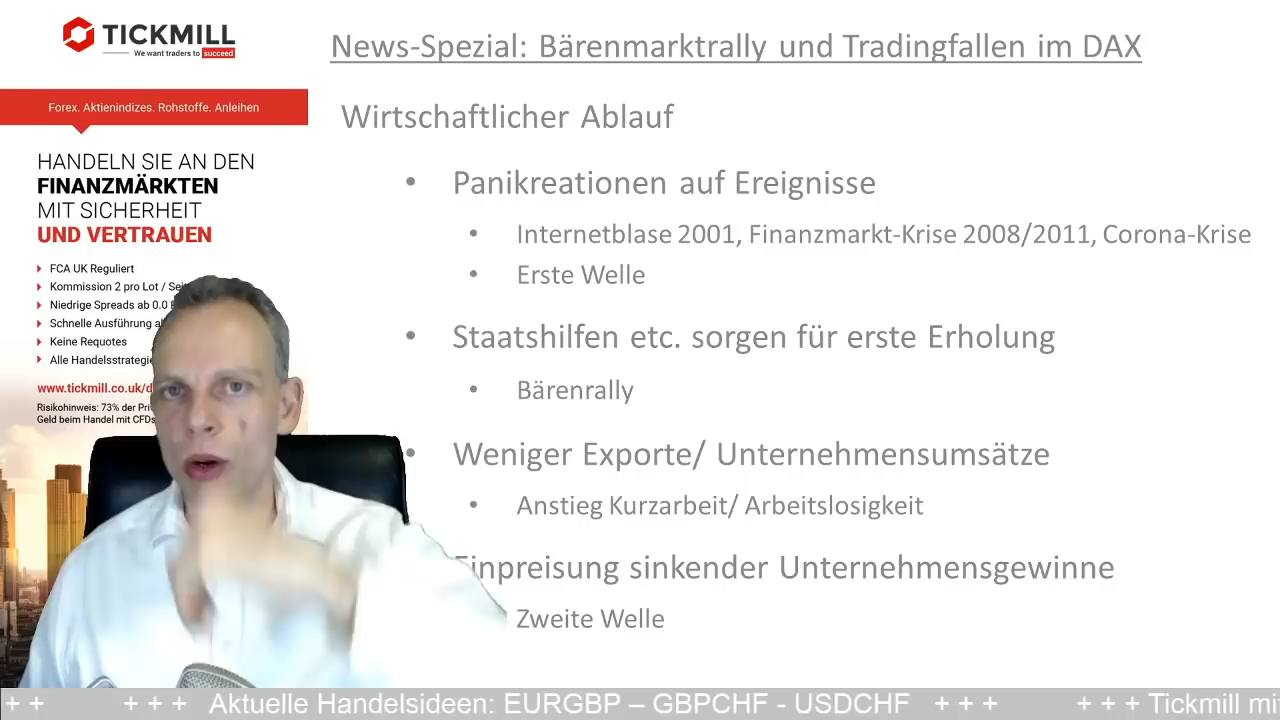 TICKMILL
We want traders to succeed
News-Spezial: Bärenmarktrally und Tradingfallen im DAX
Forex. Aktienindizes. Rohstoffe. Anleihen
HANDELN SIE AN DEN
FINANZMÄRKTEN
MIT SICHERHEIT
UND VERTRAUEN
FCA UK Reguliert
Kommission 2 pro Lot /
Niedrige Spreads ab 0.0
Schnelle Ausführung
Keine Requotes
Alle
www.tickmill.co.uk/d
Risikohinweis: 73% der
Geld beim Handel mit CFDs
Wirtschaftlicher Ablauf
• Panikreationen auf Ereignisse
• Internetblase 2001, Finanzmarkt-Krise 2008/2011, Corona-Krise
• Erste Welle
• Staatshilfen etc. sorgen für erste Erholung
• Bärenrally
• Weniger Exporte/ Unternehmensumsätze
• Anstieg Kurzarbeit/ Arbeitslosigkeit
Einpreisung sinkender Unternehmensgewinne
Zweite Welle
+ + + + + Aktuelle Handelsideen: EURGBP – GBPCHF - USDCHF + + + + + + Tickmill